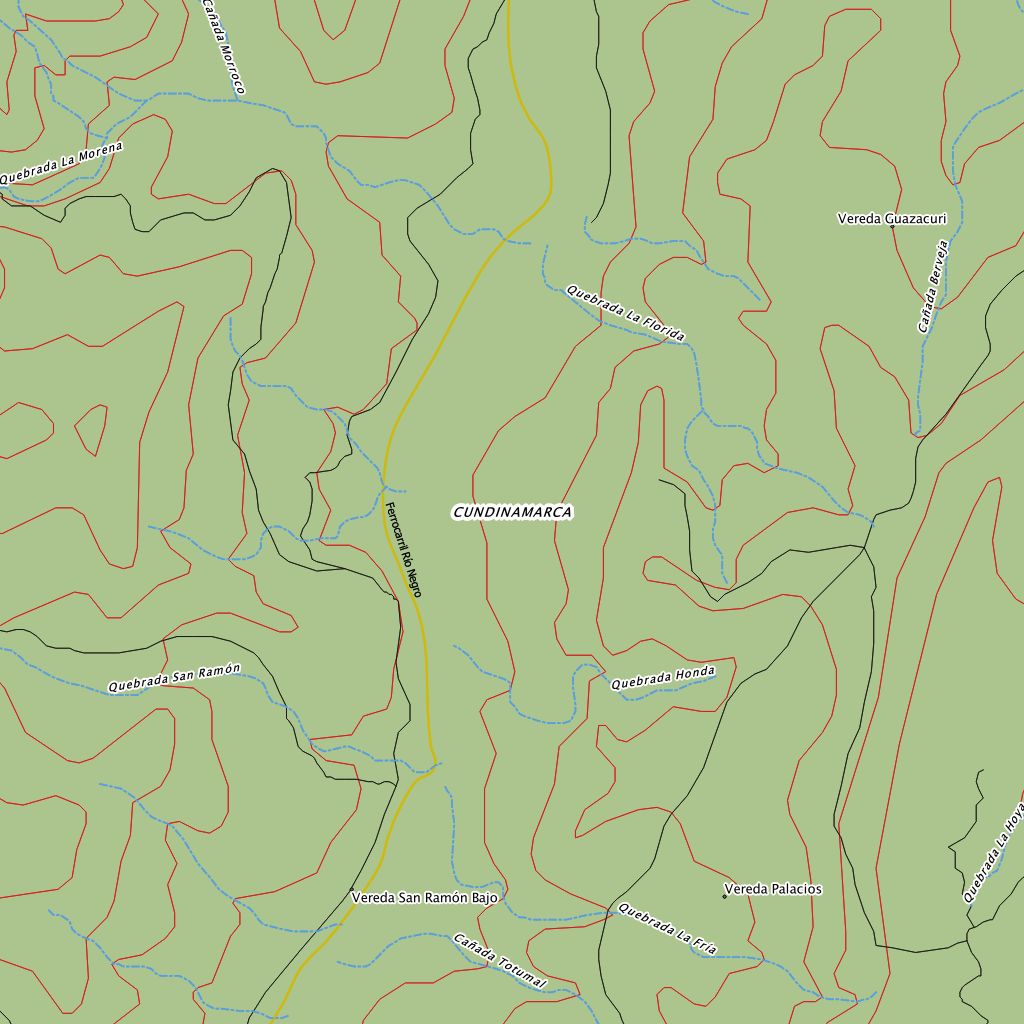 Cañada Morroco
Quebrada La Morena
Vereda Guazacuri
Cañada Berveja
Quebrada La Florida
CUNDINAMARCA
Ferrocarril Río Negro
Quebrada San Ramón
Quebrada Honda
Quebrada La Hoya
Vereda Palacios
Vereda San Ramón Bajo
Quebrada La Fría
Cañada Totumal